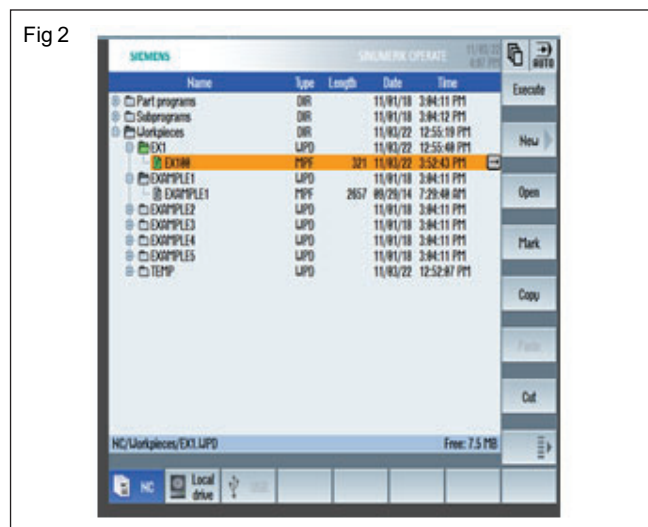 Fig 2
SIEMENS SINUMERIK OPERATE 11/03/22
AUTO
Name Type Length Date Time
Execute
Part programs DIR 11/01/18 3:04:11 PM
Subprograms DIR 11/01/18 3:04:12 PM
Workpieces DIR 11/03/22 12:55:19 PM
New
EX1 WPD 11/03/22 12:55:40 PM
EX100 MPF 321 11/03/22 3:52:43 PM
EXAMPLE1 WPD 11/01/18 3:04:11 PM
EXAMPLE1 MPF 2657 09/29/14 7:29:40 AM
Open
EXAMPLE2 WPD 11/01/18 3:04:11 PM
EXAMPLE3 WPD 11/01/18 3:04:11 PM
EXAMPLE4 WPD 11/01/18 3:04:11 PM
Mark
EXAMPLE5 WPD 11/01/18 3:04:11 PM
TEMP WPD 11/03/22 12:52:07 PM
Copy
Paste
Cut
NC/Workpieces/EX1.WPD Free: 7.5 MB
NC Local drive USB